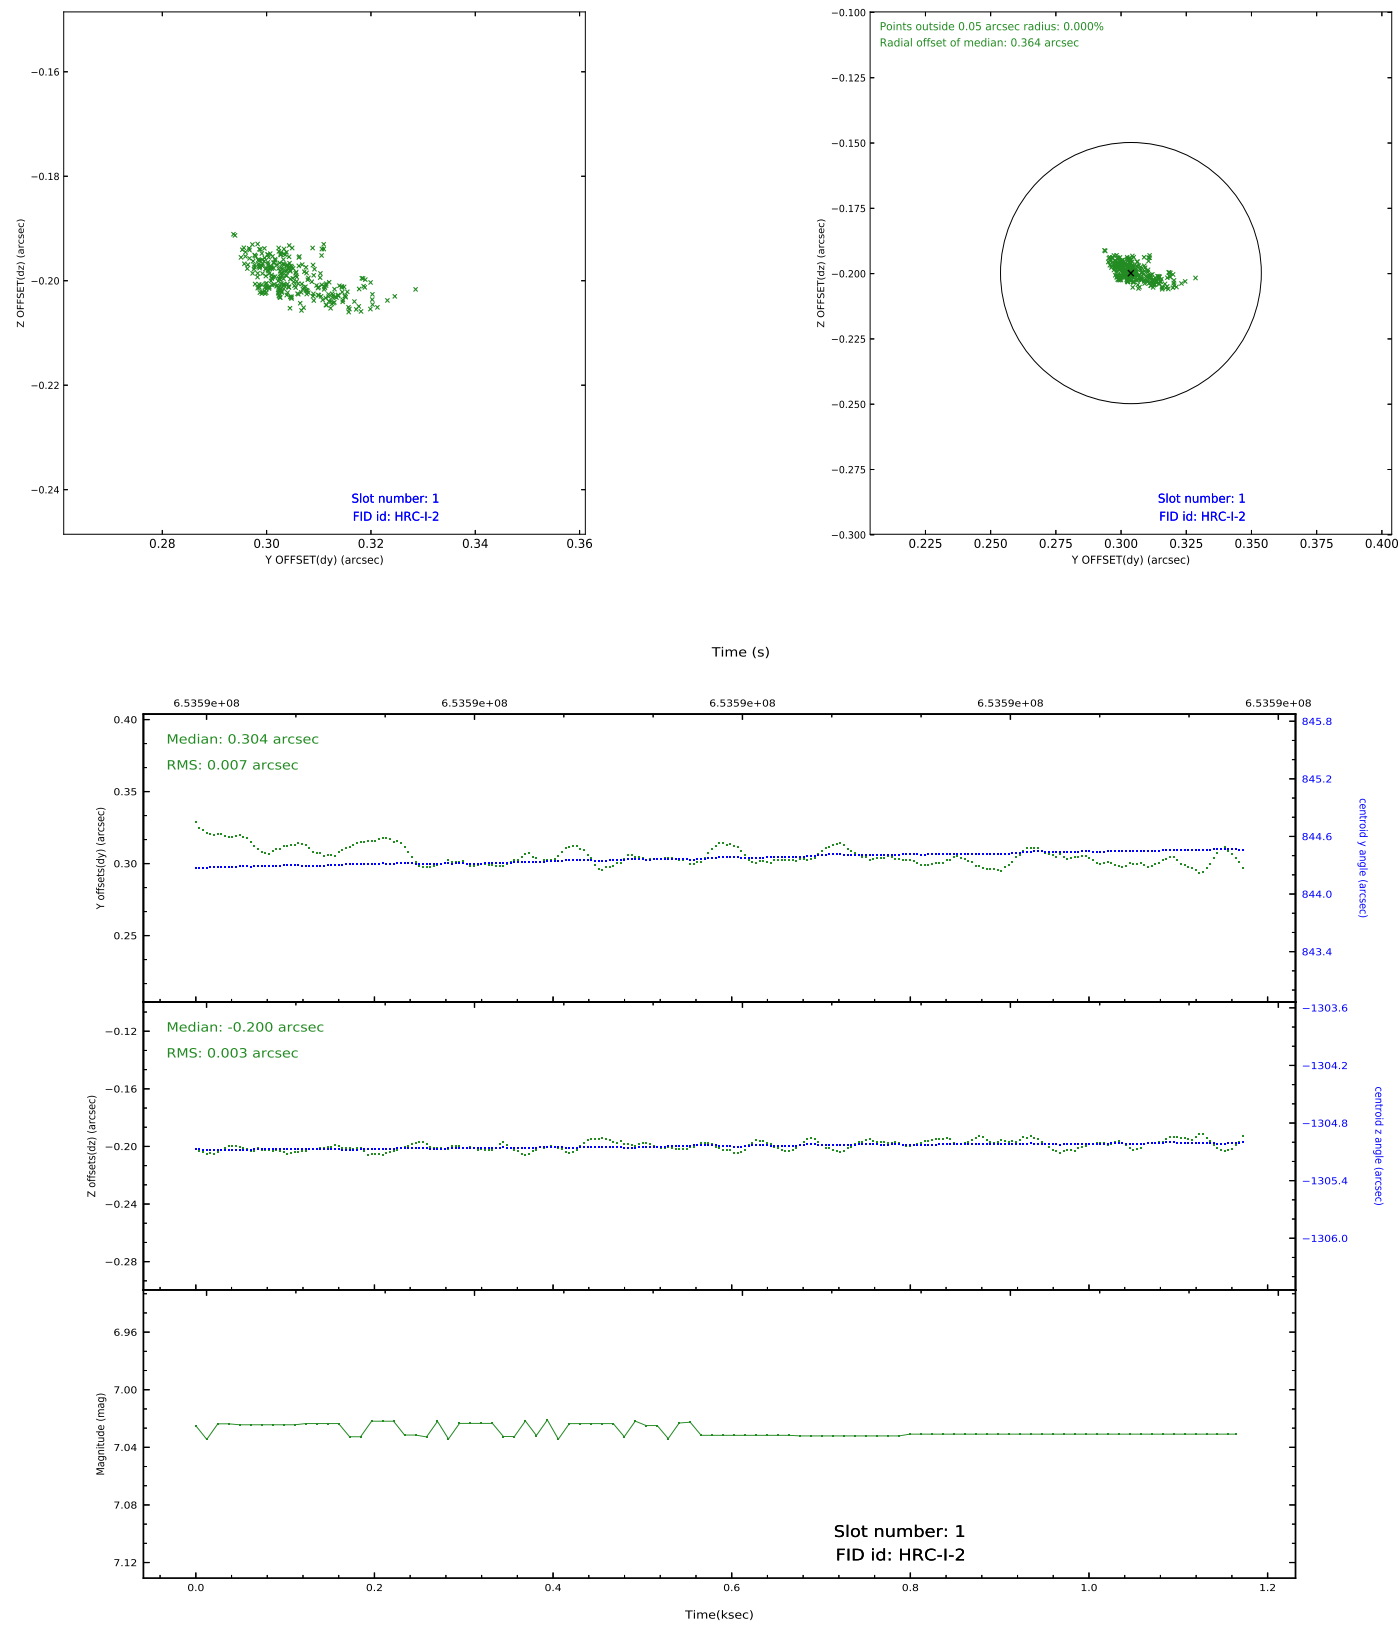 −0.16
−0.18
−0.20
−0.22
−0.24
Z OFFSET(dz) (arcsec)
Slot number: 1
FID id: HRC-I-2
0.28 0.30 0.32 0.34 0.36
Y OFFSET(dy) (arcsec)
Points outside 0.05 arcsec radius: 0.000%
Radial offset of median: 0.364 arcsec
−0.100
−0.125
−0.150
−0.175
−0.200
−0.225
−0.250
−0.275
−0.300
Z OFFSET(dz) (arcsec)
Slot number: 1
FID id: HRC-I-2
0.225 0.250 0.275 0.300 0.325 0.350 0.375 0.400
Y OFFSET(dy) (arcsec)
Time (s)
6.5359e+08 6.5359e+08 6.5359e+08 6.5359e+08 6.5359e+08
Median: 0.304 arcsec
RMS: 0.007 arcsec
0.40
0.35
0.30
0.25
Y offsets(dy) (arcsec)
845.8
845.2
844.6
844.0
843.4
centroid y angle (arcsec)
Median: -0.200 arcsec
RMS: 0.003 arcsec
−0.12
−0.16
−0.20
−0.24
−0.28
Z offsets(dz) (arcsec)
−1303.6
−1304.2
−1304.8
−1305.4
−1306.0
centroid z angle (arcsec)
6.96
7.00
7.04
7.08
7.12
Magnitude (mag)
Slot number: 1
FID id: HRC-I-2
0.0 0.2 0.4 0.6 0.8 1.0 1.2
Time(ksec)